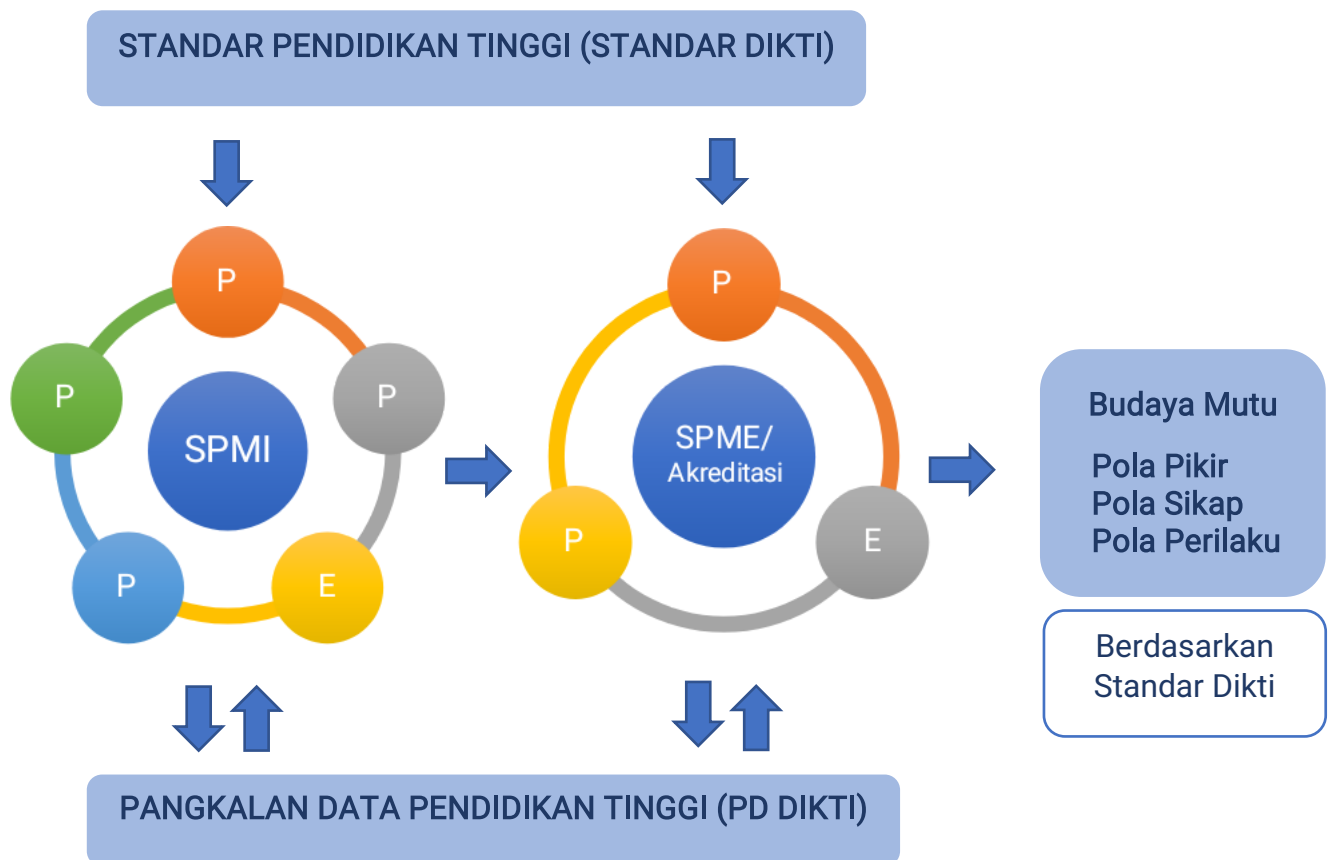 STANDAR PENDIDIKAN TINGGI (STANDAR DIKTI)
P
P
P
SPMI
P
E
P
SPME/
Akreditasi
P
E
Budaya Mutu
Pola Pikir
Pola Sikap
Pola Perilaku
Berdasarkan
Standar Dikti
PANGKALAN DATA PENDIDIKAN TINGGI (PD DIKTI)